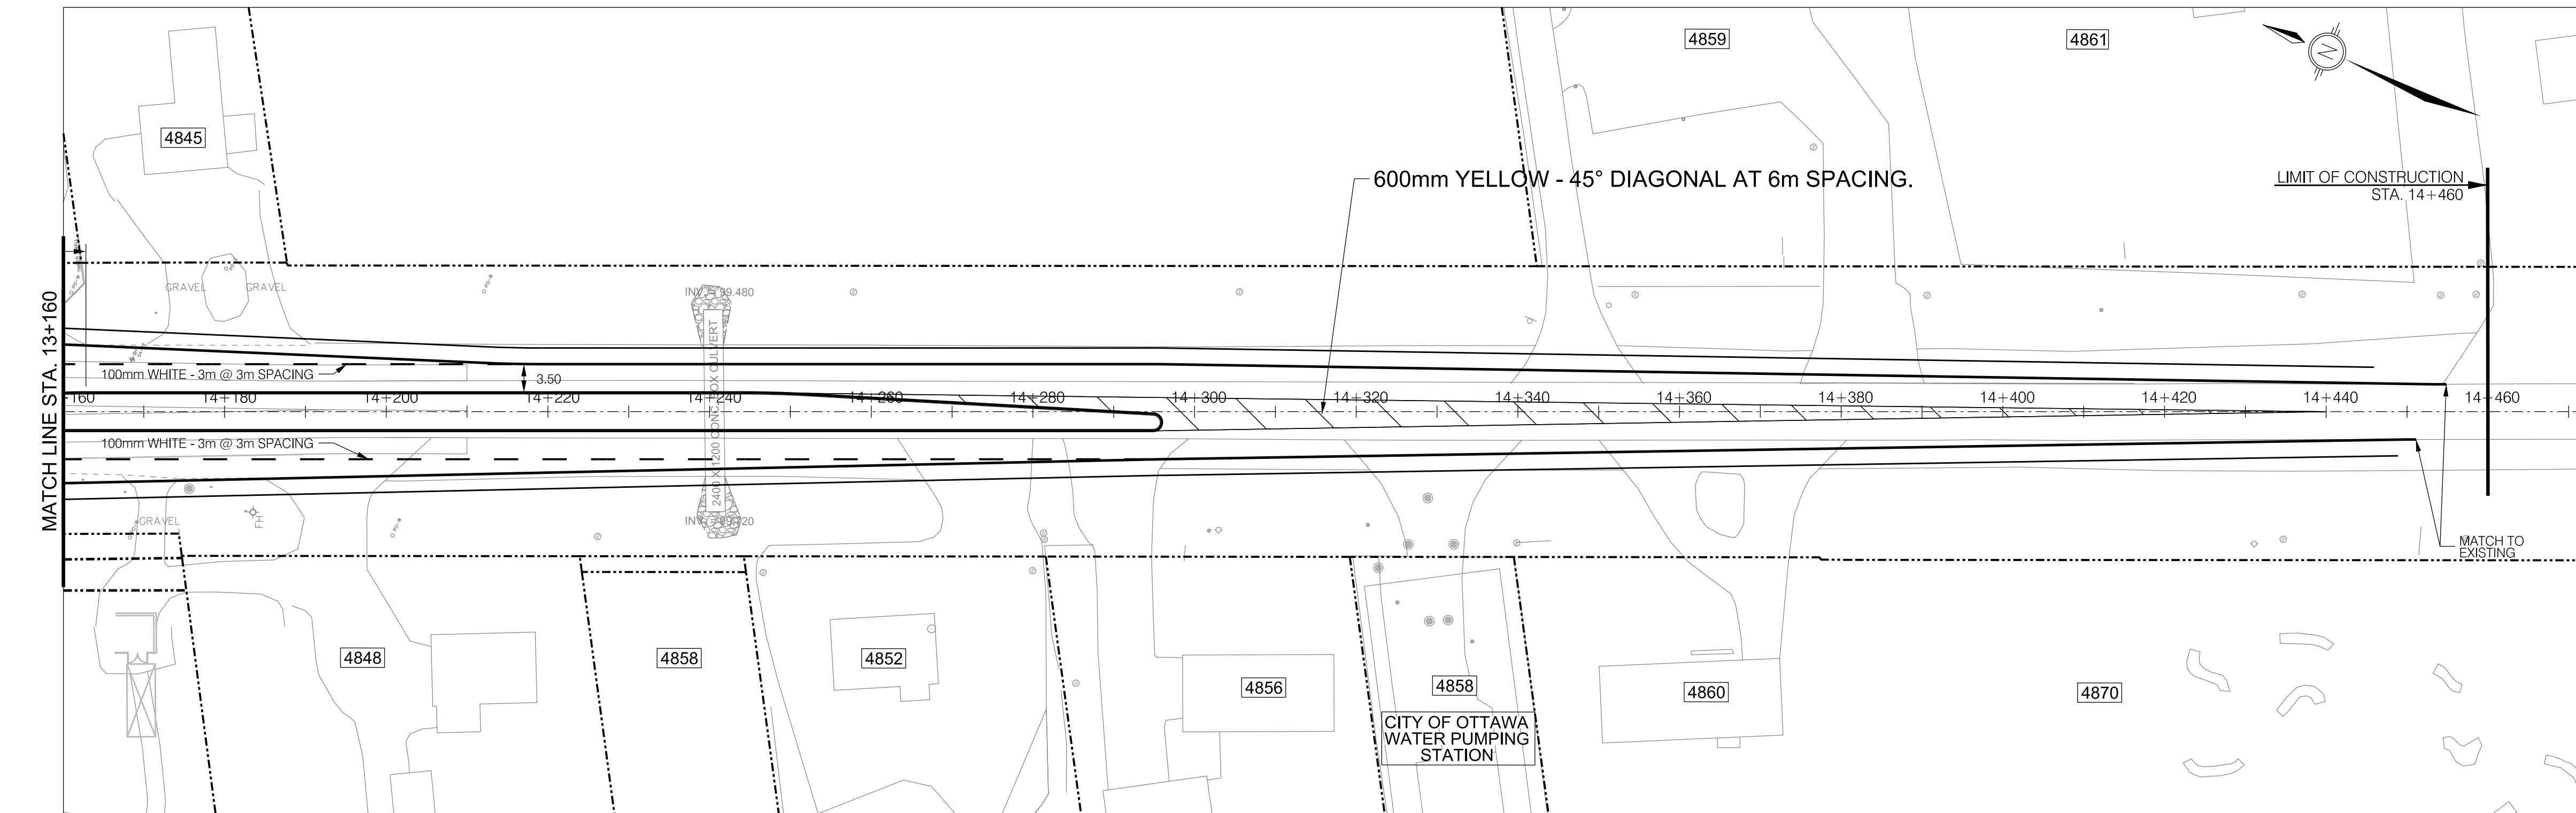 4859
4861
N
4845
600mm YELLOW - 45° DIAGONAL AT 6m SPACING.
LIMIT OF CONSTRUCTION
STA. 14+460
GRAVEL
GRAVEL
INV. = 99.480
MATCH LINE STA. 13+160
2400 X 1200 CONC BOX CULVERT
100mm WHITE - 3m @ 3m SPACING
3.50
+160
14+180
14+200
14+220
14+240
14+260
14+280
14+300
14+320
14+340
14+360
14+380
14+400
14+420
14+440
14+460
100mm WHITE - 3m @ 3m SPACING
GRAVEL
FH
INV. = 99.720
MATCH TO
EXISTING
4848
4858
4852
4856
4858
4860
4870
CITY OF OTTAWA
WATER PUMPING
STATION